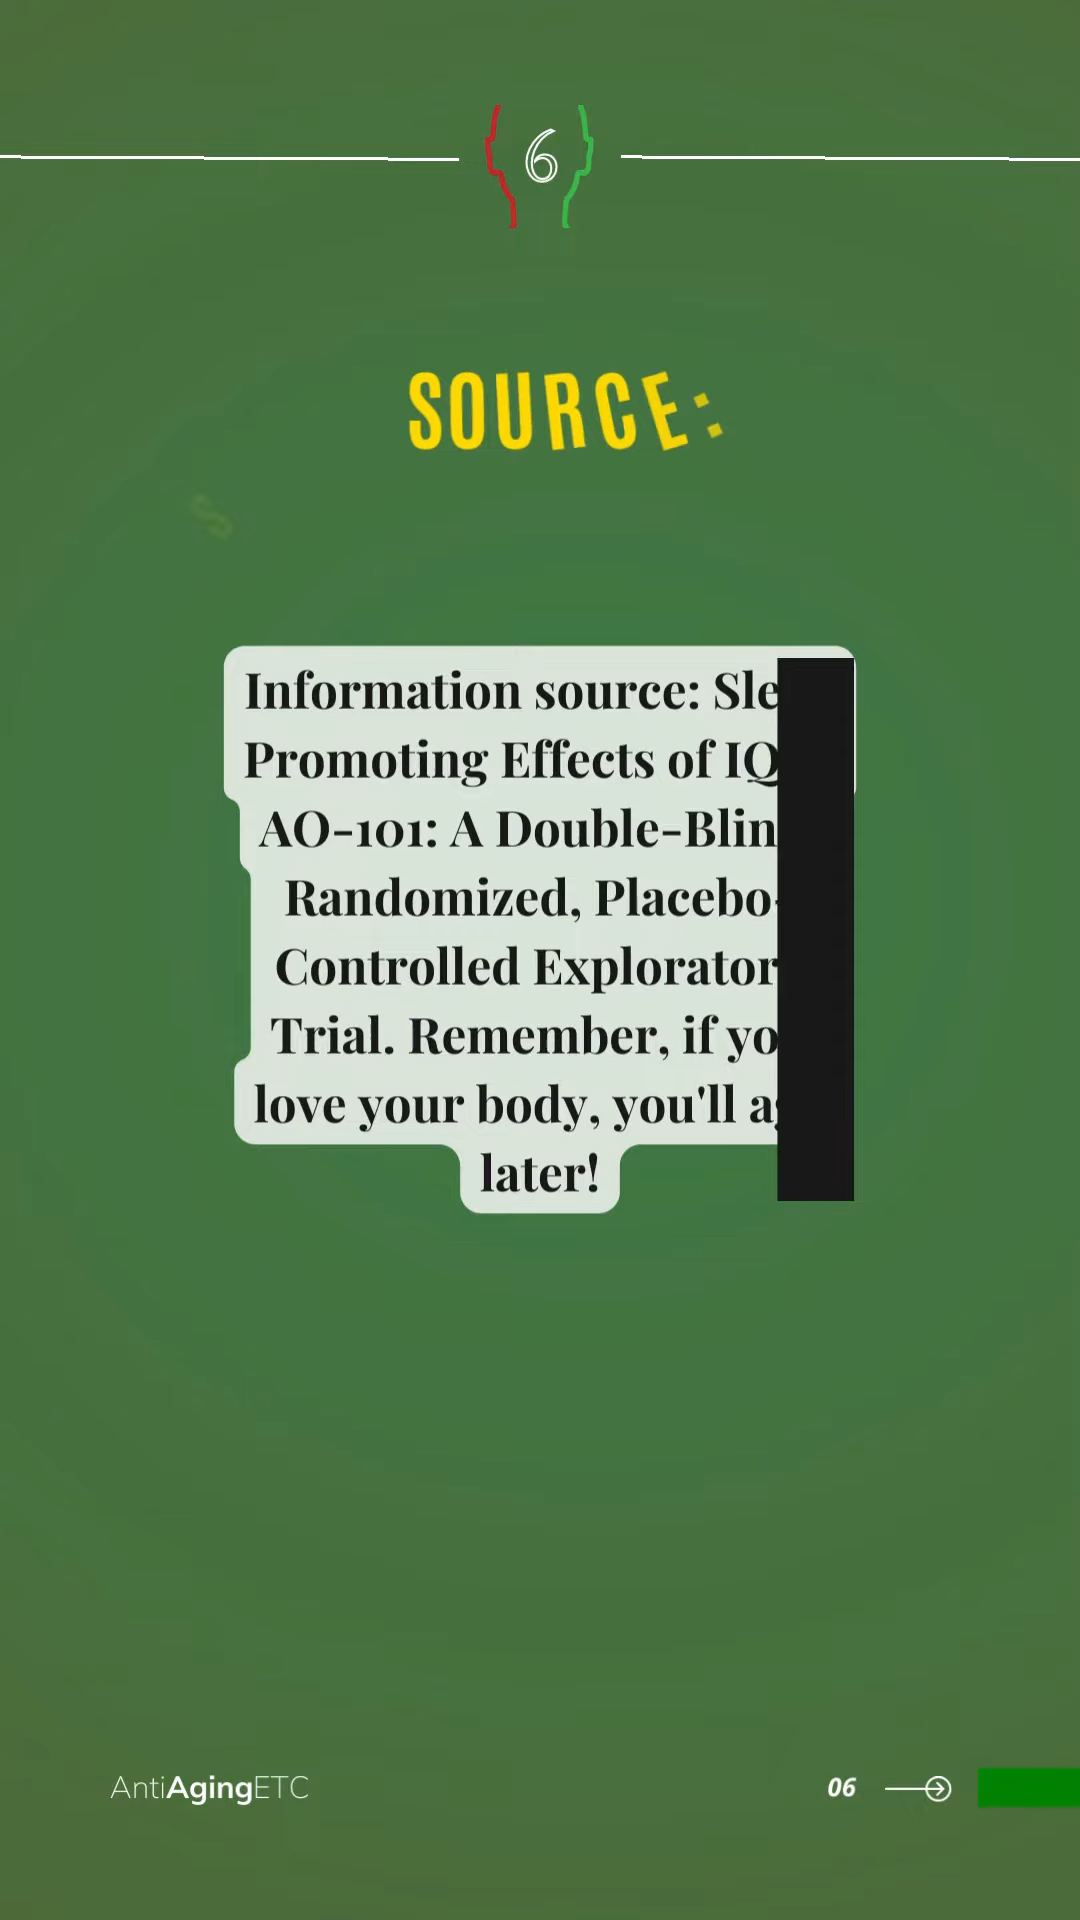 6
SOURCE:
S
Information source: Sle
Promoting Effects of IQ
AO-101: A Double-Blin
Randomized, Placebo-
Controlled Explorator
Trial. Remember, if yo
love your body, you'll ag
later!
AntiAgingETC
06